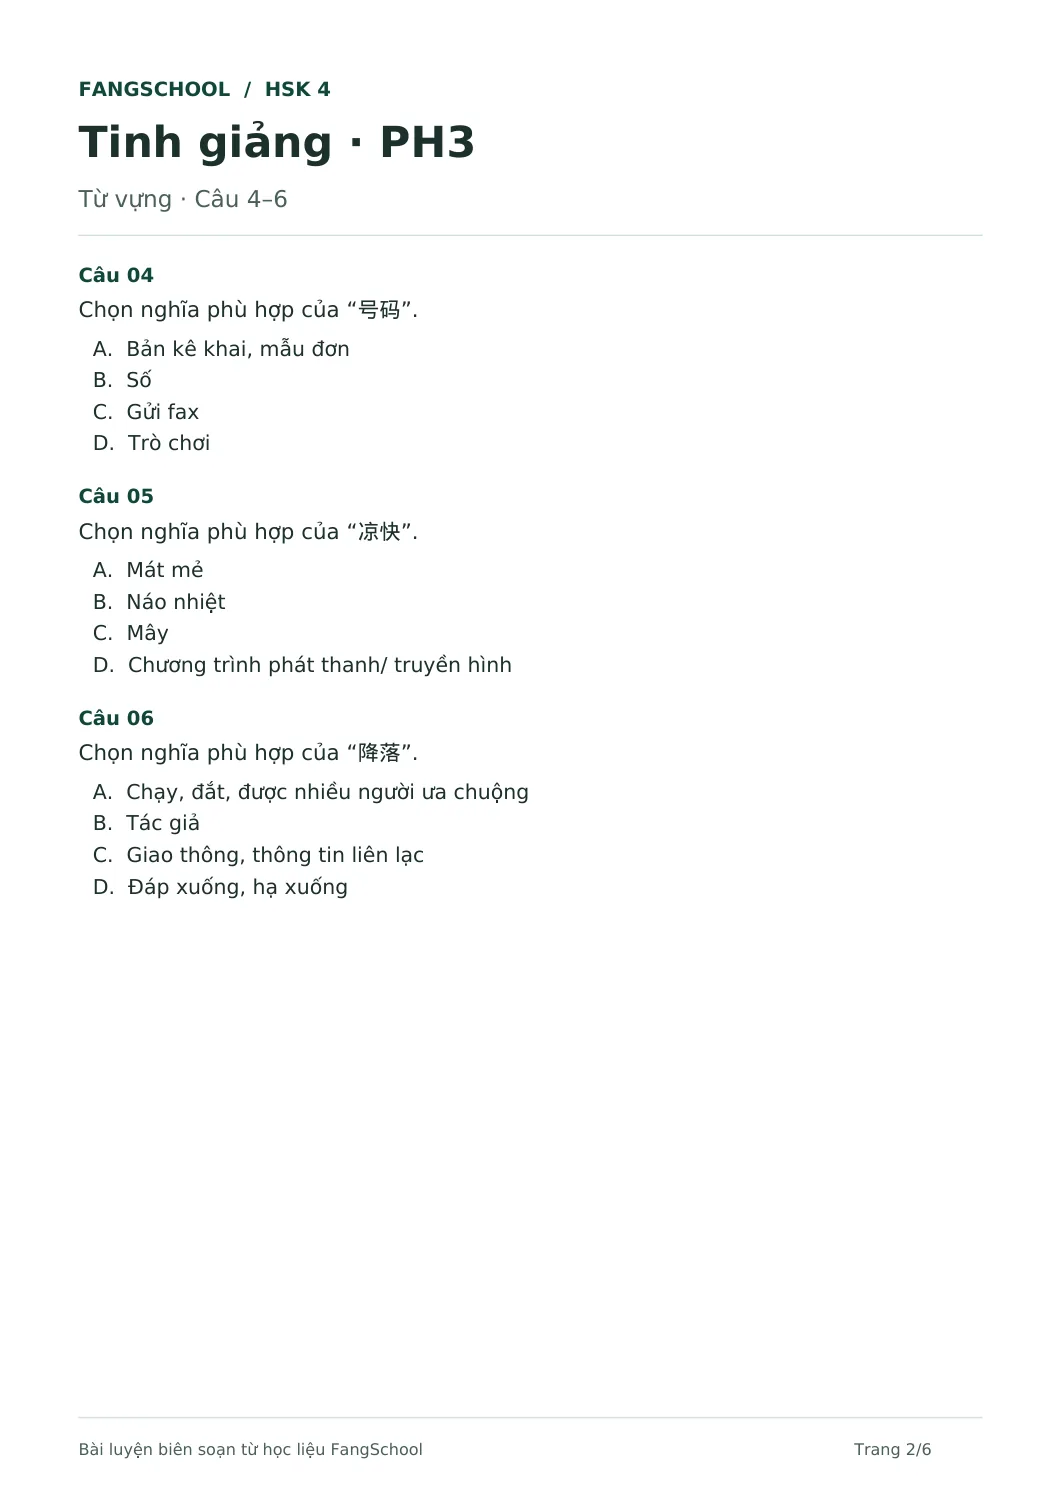 FANGSCHOOL / HSK 4
Tinh giảng · PH3
Từ vựng · Câu 4–6
Câu 04
Chọn nghĩa phù hợp của “号码”.
A. Bản kê khai, mẫu đơn
B. Số
C. Gửi fax
D. Trò chơi
Câu 05
Chọn nghĩa phù hợp của “凉快”.
A. Mát mẻ
B. Náo nhiệt
C. Mây
D. Chương trình phát thanh/ truyền hình
Câu 06
Chọn nghĩa phù hợp của “降落”.
A. Chạy, đắt, được nhiều người ưa chuộng
B. Tác giả
C. Giao thông, thông tin liên lạc
D. Đáp xuống, hạ xuống
Bài luyện biên soạn từ học liệu FangSchool
Trang 2/6